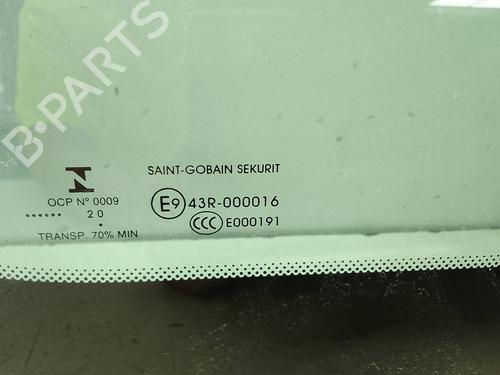 B-PARTS
SAINT-GOBAIN SEKURIT
N
OCP N° 0009
E9 43R-000016
...... 20
CCC E000191
.
TRANSP. 70% MIN